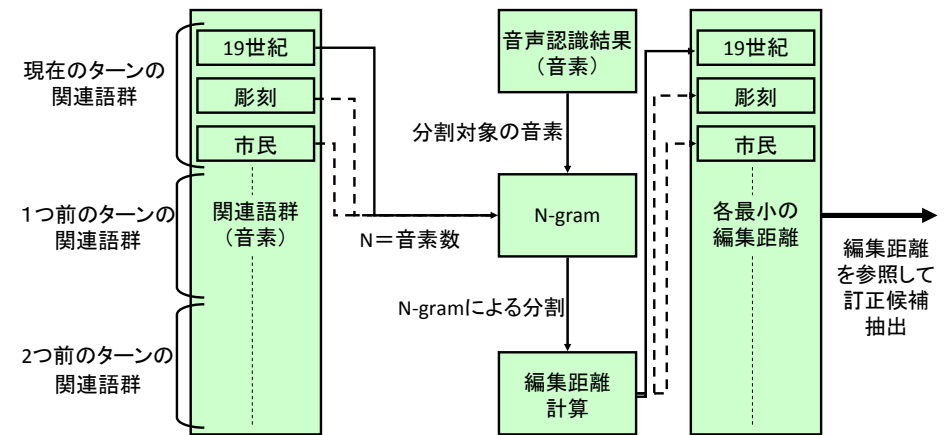 現在のターンの
関連語群
1つ前のターンの
関連語群
2つ前のターンの
関連語群
19世紀
彫刻
市民
関連語群
（音素）
N＝音素数
音声認識結果
（音素）
分割対象の音素
N-gram
N-gramによる分割
編集距離
計算
19世紀
彫刻
市民
各最小の
編集距離
編集距離
を参照して
訂正候補
抽出